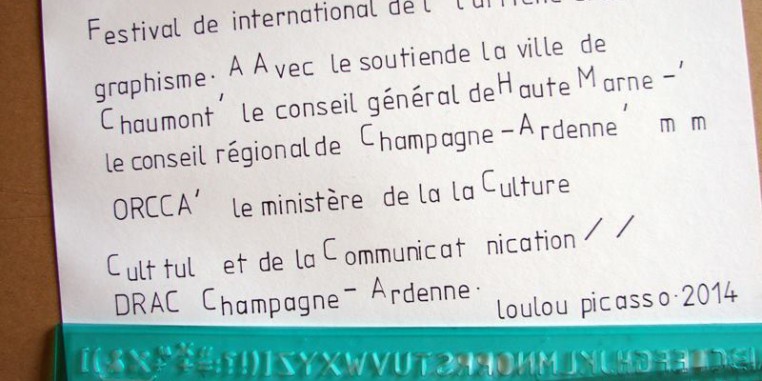 Festival de international de l'
graphisme. A Avec le soutiende la ville de
Chaumont' le conseil général deHaute Marne -'
le conseil régional de Champagne-Ardenne' m m
ORCCA' le ministère de la la Culture
Cult tul et de la Communicat nication / /
DRAC Champagne- Ardenne.
loulou picasso.2014